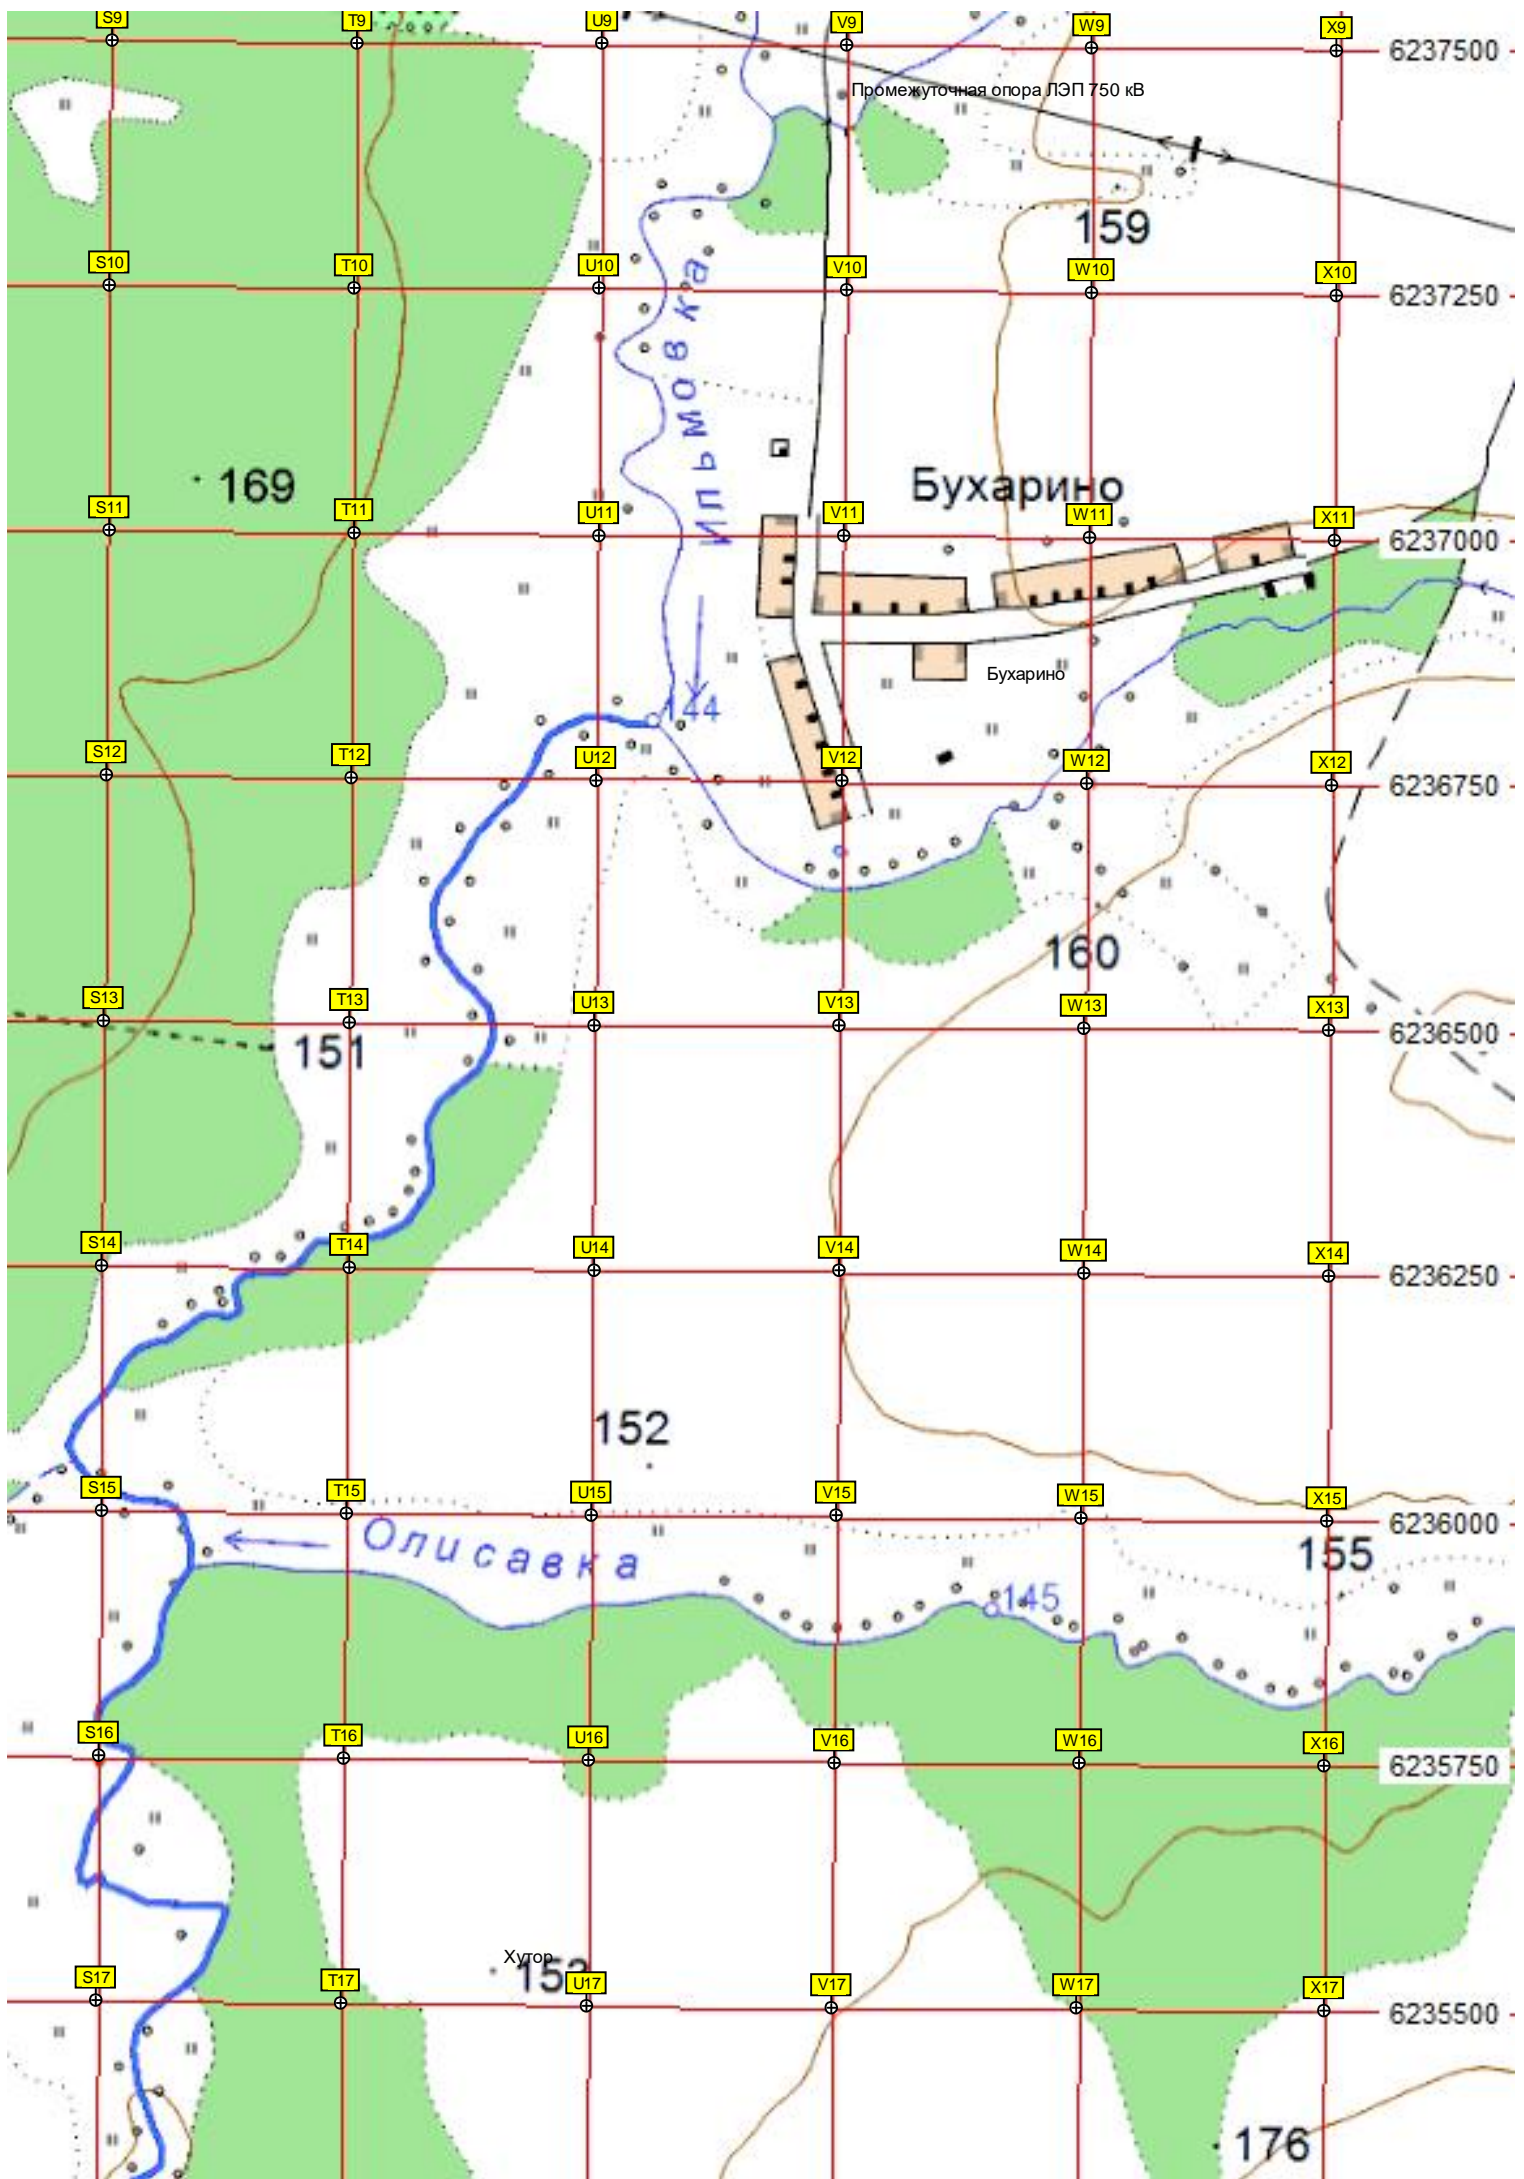 S9 T9 U9 V9 W9 X9
6237500
Промежуточная опора ЛЭП 750 кВ
159
S10 T10 U10 V10 W10 X10
6237250
Ильмовка
169
Бухарино
S11 T11 U11 V11 W11 X11
6237000
Бухарино
144
S12 T12 U12 V12 W12 X12
6236750
160
S13 T13 U13 V13 W13 X13
6236500
151
S14 T14 U14 V14 W14 X14
6236250
152
S15 T15 U15 V15 W15 X15
6236000
Олисавка
155
145
S16 T16 U16 V16 W16 X16
6235750
Хутор
153
S17 T17 U17 V17 W17 X17
6235500
176